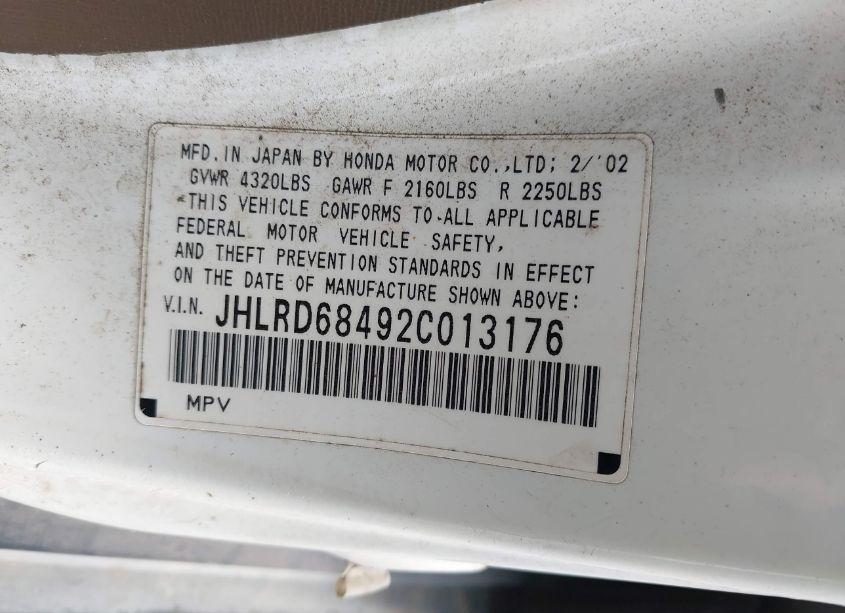 MFD. IN JAPAN BY HONDA MOTOR CO.,LTD; 2/'02
GVWR 4320LBS GAWR F 2160LBS R 2250LBS
THIS VEHICLE CONFORMS TO ALL APPLICABLE
FEDERAL MOTOR VEHICLE SAFETY,
AND THEFT PREVENTION STANDARDS IN EFFECT
ON THE DATE OF MANUFACTURE SHOWN ABOVE:
V.I.N. JHLRD68492C013176
MPV